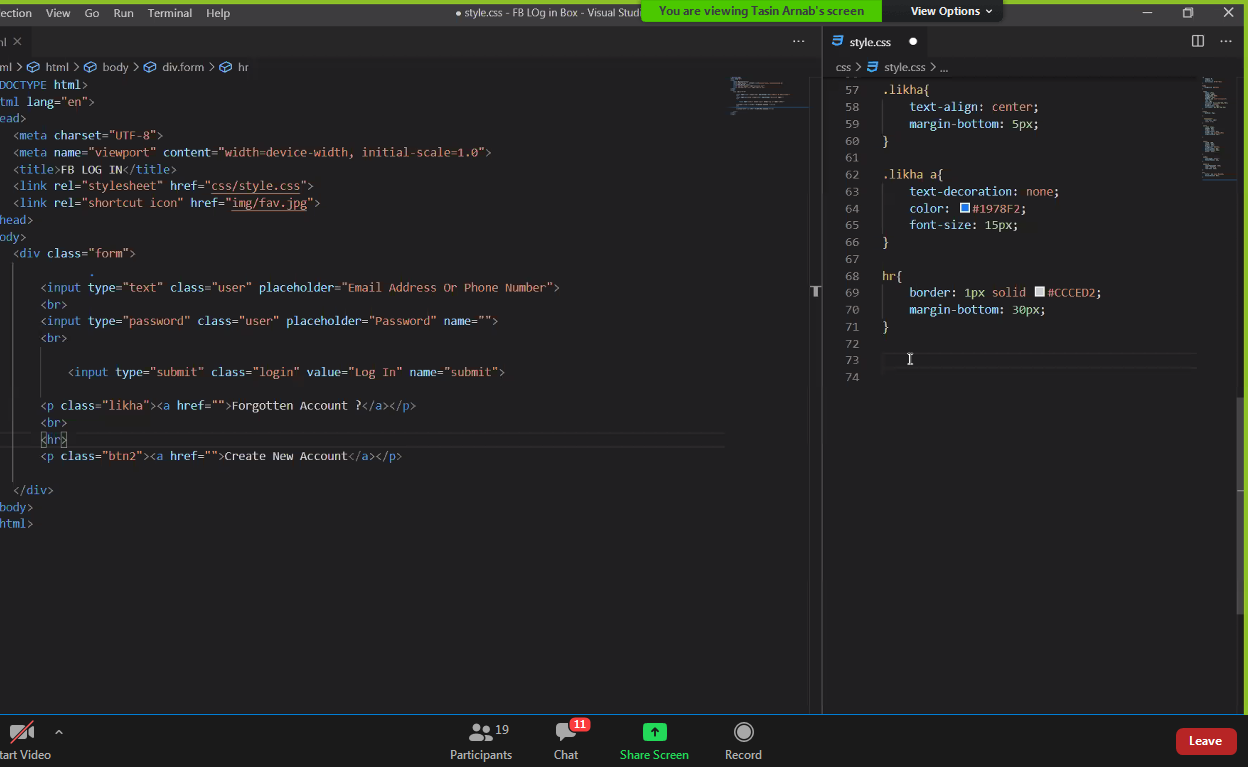 ection View Go Run Terminal Help
● style.css - FB LOg in Box - Visual Studi
You are viewing Tasin Arnab's screen
View Options
ml
style.css
ml > html > body > div.form > hr
css > style.css > ...
DOCTYPE html>
tml lang="en">
ead>
<meta charset="UTF-8">
<meta name="viewport" content="width=device-width, initial-scale=1.0">
<title>FB LOG IN</title>
<link rel="stylesheet" href="css/style.css">
<link rel="shortcut icon" href="img/fav.jpg">
head>
ody>
<div class="form">
<input type="text" class="user" placeholder="Email Address Or Phone Number">
<br>
<input type="password" class="user" placeholder="Password" name="">
<br>
<input type="submit" class="login" value="Log In" name="submit">
<p class="likha"><a href="">Forgotten Account ?</a></p>
<br>
<hr>
<p class="btn2"><a href="">Create New Account</a></p>
</div>
body>
html>
57 .likha{
58 text-align: center;
59 margin-bottom: 5px;
60 }
61
62 .likha a{
63 text-decoration: none;
64 color: #1978F2;
65 font-size: 15px;
66 }
67
68 hr{
69 border: 1px solid #CCCED2;
70 margin-bottom: 30px;
71 }
72
73
74
tart Video
Participants 19
Chat 11
Share Screen
Record
Leave